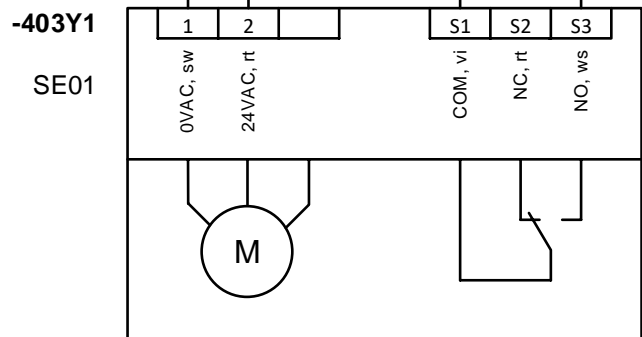 -403Y1
1 2 S1 S2 S3
SE01
0VAC, sw
24VAC, rt
COM, vi
NC, rt
NO, ws
M